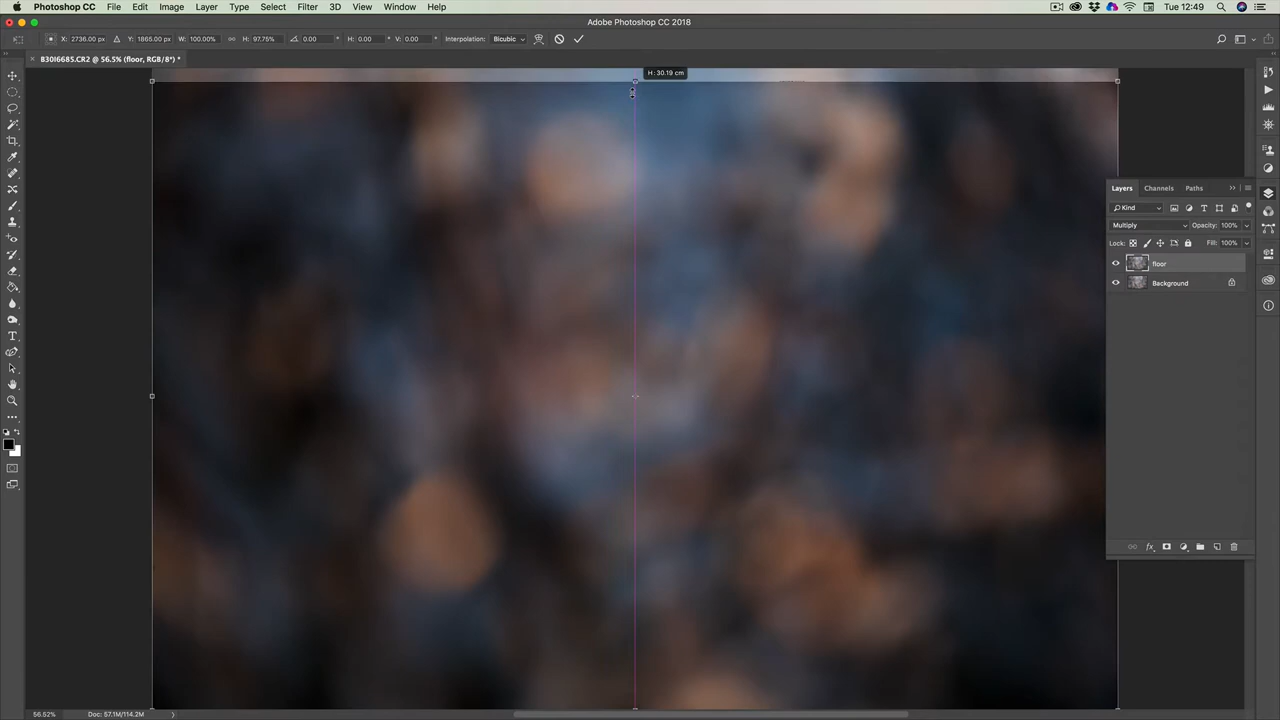 Photoshop CC File Edit Image Layer Type Select Filter 3D View Window Help Tue 12:49
Adobe Photoshop CC 2018
X: 2736.00 px Y: 1865.00 px W: 100.00% H: 97.75% 0.00 ° H: 0.00 ° V: 0.00 ° Interpolation: Bicubic
× B30I6685.CR2 @ 56.5% (floor, RGB/8*) *
H: 30.19 cm
Layers Channels Paths
Kind
Multiply Opacity: 100%
Lock: Fill: 100%
floor
Background
56.52% Doc: 57.1M/114.2M